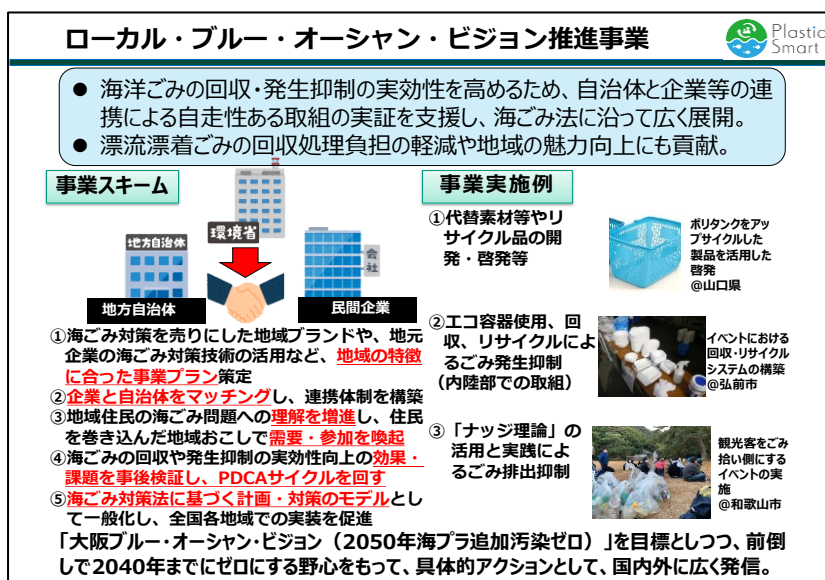 ローカル・ブルー・オーシャン・ビジョン推進事業
Plastic
Smart
● 海洋ごみの回収・発生抑制の実効性を高めるため、自治体と企業等の連
携による自走性ある取組の実証を支援し、海ごみ法に沿って広く展開。
● 漂流漂着ごみの回収処理負担の軽減や地域の魅力向上にも貢献。
事業スキーム
環境省
地方自治体
会社
地方自治体
民間企業
①海ごみ対策を売りにした地域ブランドや、地元
企業の海ごみ対策技術の活用など、地域の特徴
に合った事業プラン策定
②企業と自治体をマッチングし、連携体制を構築
③地域住民の海ごみ問題への理解を増進し、住民
を巻き込んだ地域おこしで需要・参加を喚起
④海ごみの回収や発生抑制の実効性向上の効果・
課題を事後検証し、PDCAサイクルを回す
⑤海ごみ対策法に基づく計画・対策のモデルとし
て一般化し、全国各地域での実装を促進
事業実施例
①代替素材等やリ
サイクル品の開
発・啓発等
ポリタンクをアッ
プサイクルした
製品を活用した
啓発
@山口県
②エコ容器使用、回
収、リサイクルによ
るごみ発生抑制
（内陸部での取組）
イベントにおける
回収・リサイクル
システムの構築
@弘前市
③「ナッジ理論」の
活用と実践によ
るごみ排出抑制
観光客をごみ
拾い側にする
イベントの実
施
@和歌山市
「大阪ブルー・オーシャン・ビジョン（2050年海プラ追加汚染ゼロ）」を目標としつつ、前倒
しで2040年までにゼロにする野心をもって、具体的アクションとして、国内外に広く発信。